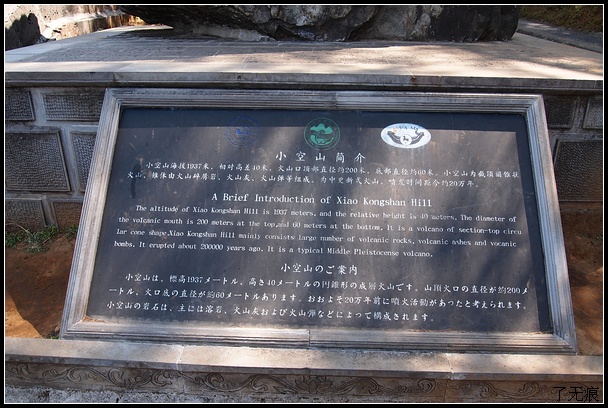 小空山简介
小空山海拔1937米,相对高差40米,火山口顶部直径约200米,底部直径约60米。小空山为截顶圆锥状
火山,锥体由火山碎屑岩、火山灰、火山弹等组成,为中更新式火山,喷发时间距今约20万年。
A Brief Introduction of Xiao Kongshan Hill
The altitude of Xiao Kongshan Hill is 1937 meters, and the relative height is 40 meters. The diameter of
the volcanic mouth is 200 meters at the top,and 60 meters at the bottom. It is a volcano of section-top circu
lar cone shape.Xiao Kongshan Hill mainly consists large number of volcanic rocks, volcanic ashes and vocanic
bombs. It erupted about 200000 years ago. It is a typical Middle Pleistocense volcano.
小空山のご案内
小空山は、標高1937メートル、高さ40メートルの円錐形の成層火山です。山頂火口の直径が約200メ
ートル、火口底の直径が約60メートルあります。おおよそ20万年前に噴火活動があったと考えられます。
小空山の岩石は、主には溶岩、火山灰および火山弾などによって構成されます。
了无痕